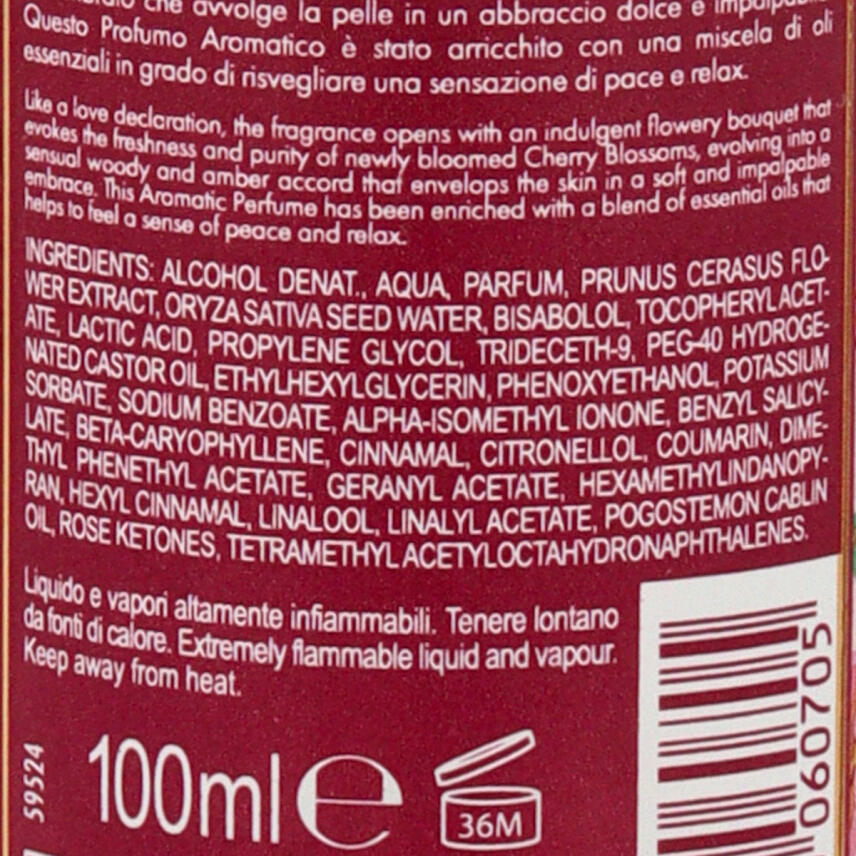 che avvolge la pelle in un abbraccio dolce e
Questo Profumo Aromatico è stato arricchito con una miscela di oli
essenziali in grado di risvegliare una sensazione di pace e relax.
Like a love declaration, the fragrance opens with an indulgent flowery bouquet that
evokes the freshness and purity of newly bloomed Cherry Blossoms, evolving into a
sensual woody and amber accord that envelops the skin in a soft and impalpable
embrace. This Aromatic Perfume has been enriched with a blend of essential oils that
helps to feel a sense of peace and relax.
INGREDIENTS: ALCOHOL DENAT., AQUA, PARFUM, PRUNUS CERASUS FLO-
WER EXTRACT, ORYZA SATIVA SEED WATER, BISABOLOL, TOCOPHERYL ACET-
ATE, LACTIC ACID, PROPYLENE GLYCOL, TRIDECETH-9, PEG-40 HYDROGE-
NATED CASTOR OIL, ETHYLHEXYLGLYCERIN, PHENOXYETHANOL, POTASSIUM
SORBATE, SODIUM BENZOATE, ALPHA-ISOMETHYL IONONE, BENZYL SALICY-
LATE, BETA-CARYOPHYLLENE, CINNAMAL, CITRONELLOL, COUMARIN, DIME-
THYL PHENETHYL ACETATE, GERANYL ACETATE, HEXAMETHYLINDANOPY-
RAN, HEXYL CINNAMAL, LINALOOL, LINALYL ACETATE, POGOSTEMON CABLIN
OIL, ROSE KETONES, TETRAMETHYL ACETYLOCTAHYDRONAPHTHALENES.
Liquido e vapori altamente infiammabili. Tenere lontano
da fonti di calore. Extremely flammable liquid and vapour.
Keep away from heat.
59524
100ml e
36M
060705